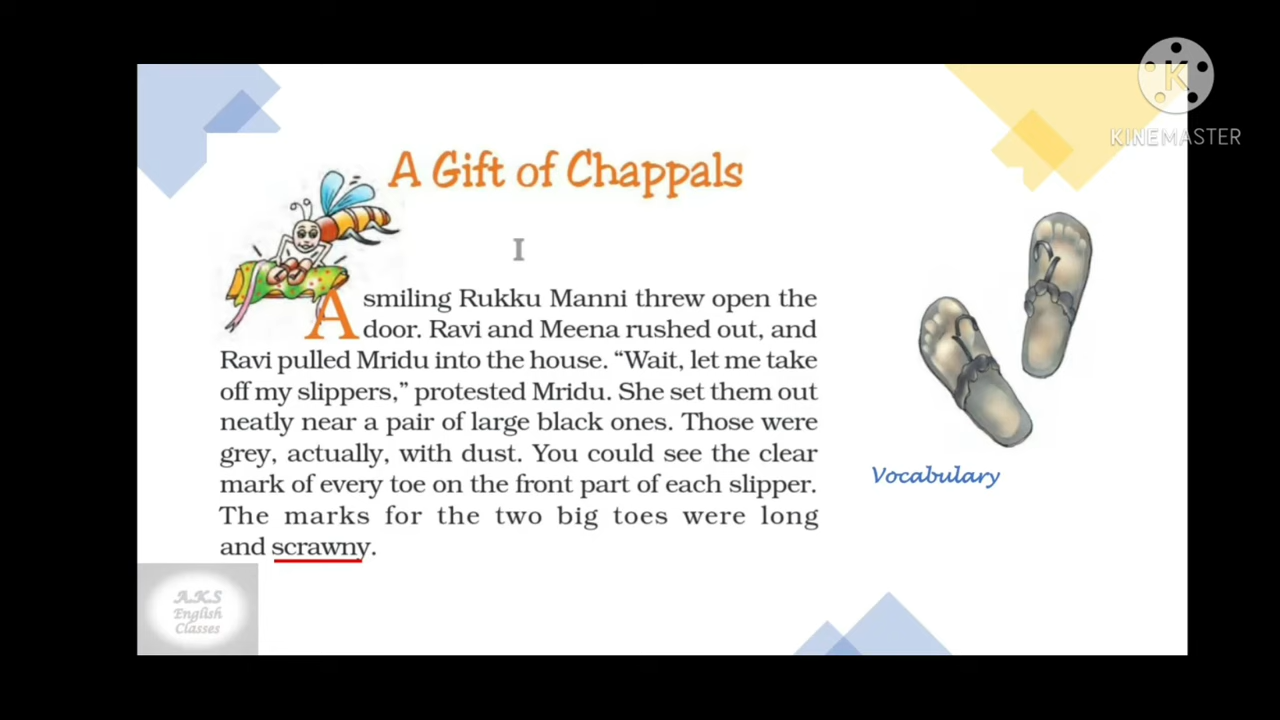 KINEMASTER
A Gift of Chappals
I
A smiling Rukku Manni threw open the
door. Ravi and Meena rushed out, and
Ravi pulled Mridu into the house. “Wait, let me take
off my slippers,” protested Mridu. She set them out
neatly near a pair of large black ones. Those were
grey, actually, with dust. You could see the clear
mark of every toe on the front part of each slipper.
The marks for the two big toes were long
and scrawny.
Vocabulary
A.K.S
English
Classes